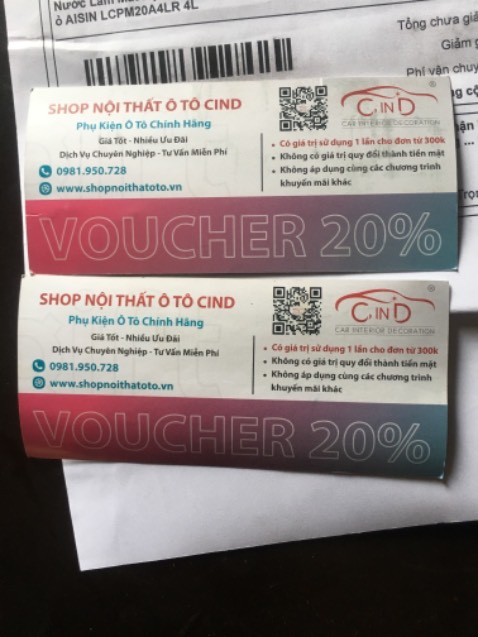 Nước Làm
ồ AISIN LCPM20A4LR 4L
Tổng chưa giả
Giảm g
Phí vận chuy
SHOP NỘI THẤT Ô TÔ CIND
Phụ Kiện Ô Tô Chính Hãng
Giá Tốt - Nhiều Ưu Đãi
Dịch Vụ Chuyên Nghiệp - Tư Vấn Miễn Phí
0981.950.728
www.shopnoithatoto.vn
C IN D
®
CAR INTERIOR DECORATION
• Có giá trị sử dụng 1 lần cho đơn từ 300k
• Không có giá trị quy đổi thành tiền mặt
• Không áp dụng cùng các chương trình
khuyến mãi khác
VOUCHER 20%
SHOP NỘI THẤT Ô TÔ CIND
Phụ Kiện Ô Tô Chính Hãng
Giá Tốt - Nhiều Ưu Đãi
Dịch Vụ Chuyên Nghiệp - Tư Vấn Miễn Phí
0981.950.728
www.shopnoithatoto.vn
C IN D
®
CAR INTERIOR DECORATION
• Có giá trị sử dụng 1 lần cho đơn từ 300k
• Không có giá trị quy đổi thành tiền mặt
• Không áp dụng cùng các chương trình
khuyến mãi khác
VOUCHER 20%